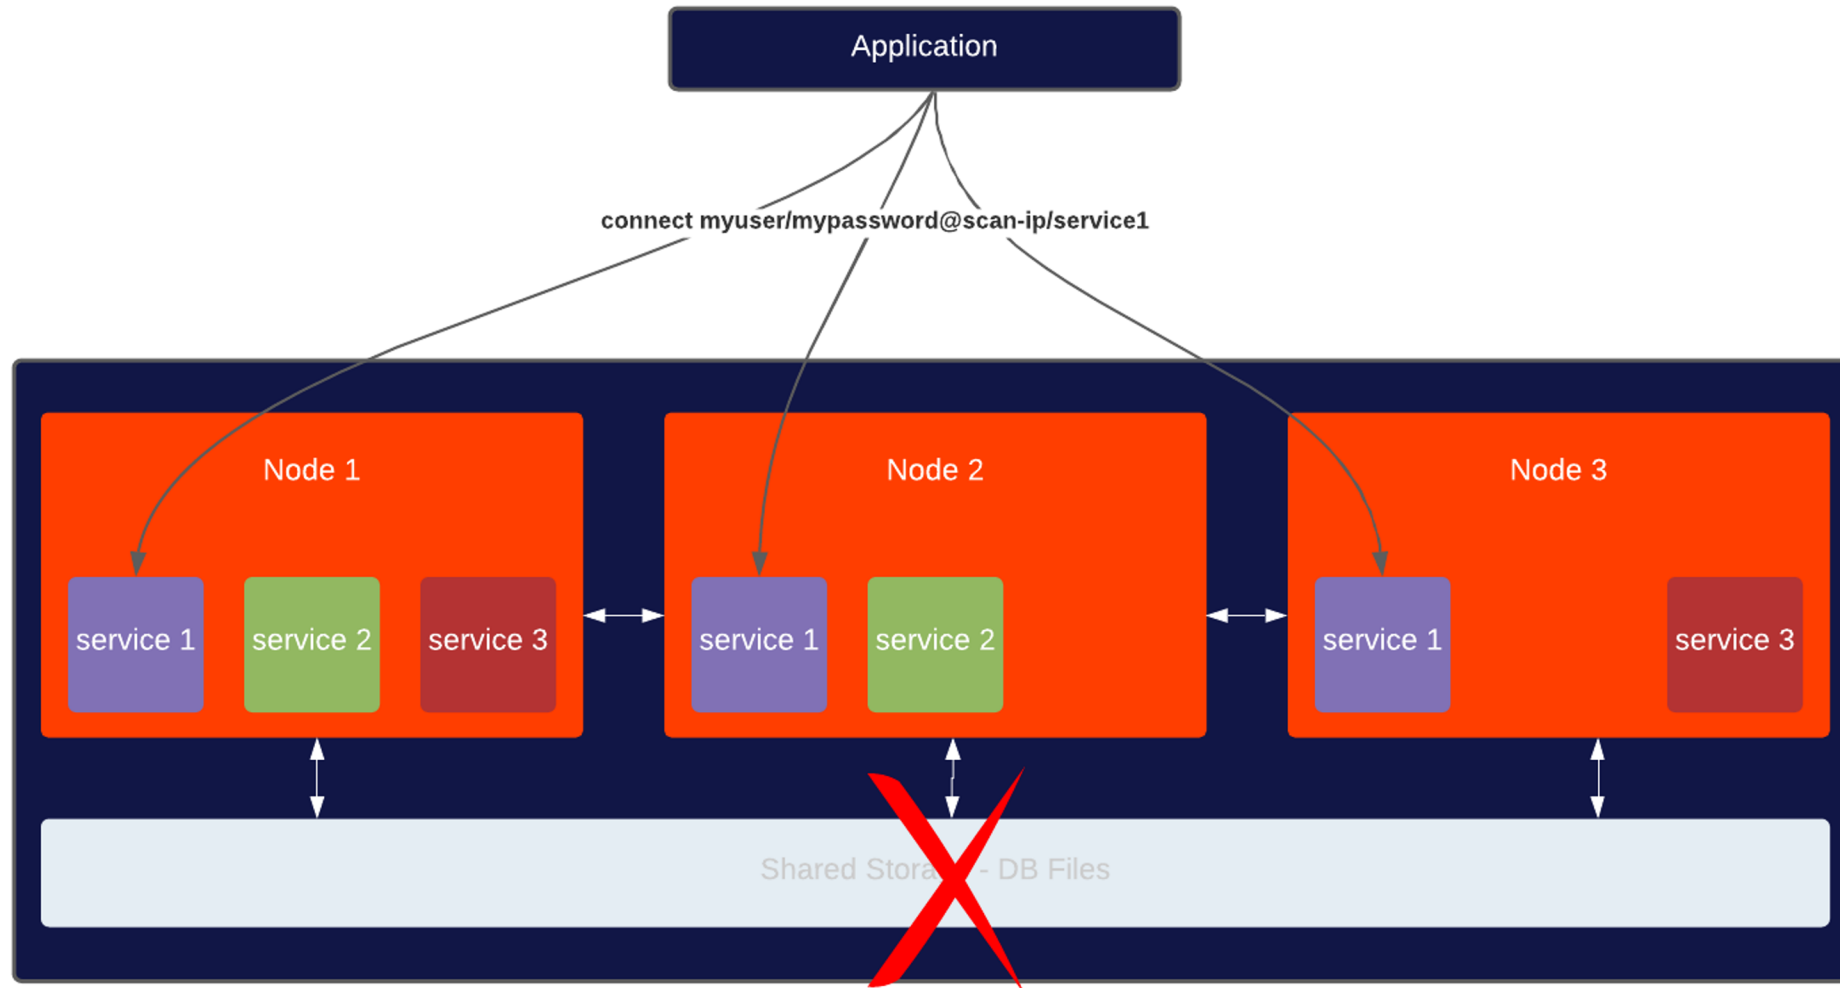 Application
connect myuser/mypassword@scan-ip/service1
Node 1
Node 2
Node 3
service 1
service 2
service 3
service 1
service 2
service 1
service 3
Shared Stora - DB Files